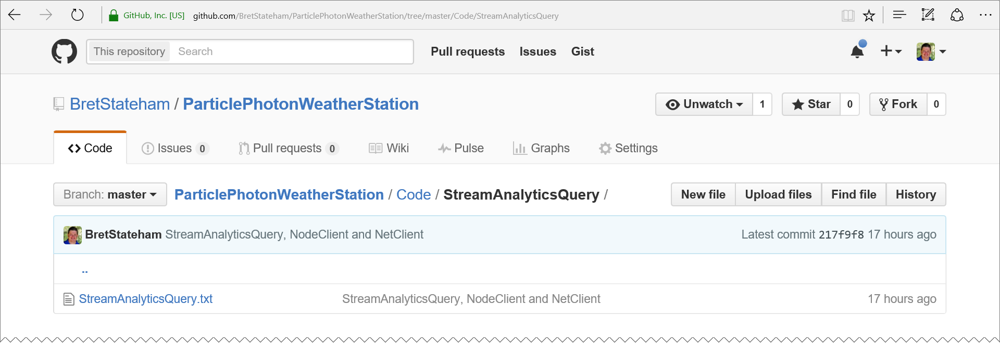 GitHub, Inc. [US] github.com/BretStateham/ParticlePhotonWeatherStation/tree/master/Code/StreamAnalyticsQuery
This repository Search Pull requests Issues Gist
BretStateham / ParticlePhotonWeatherStation Unwatch 1 Star 0 Fork 0
Code Issues 0 Pull requests 0 Wiki Pulse Graphs Settings
Branch: master ParticlePhotonWeatherStation / Code / StreamAnalyticsQuery / New file Upload files Find file History
BretStateham StreamAnalyticsQuery, NodeClient and NetClient Latest commit 217f9f8 17 hours ago
..
StreamAnalyticsQuery.txt StreamAnalyticsQuery, NodeClient and NetClient 17 hours ago